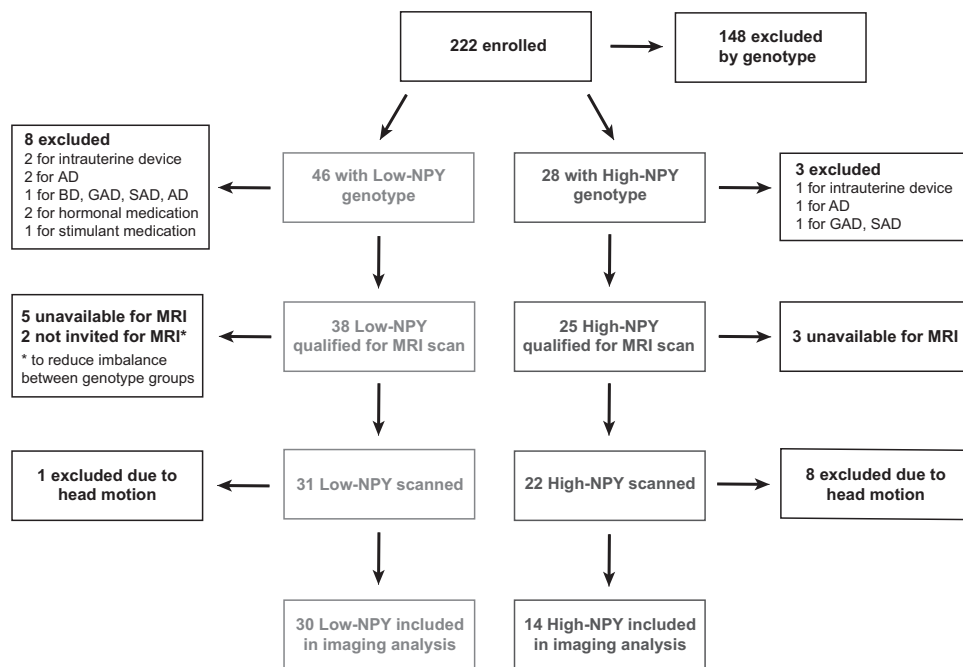 222 enrolled
148 excluded
by genotype
8 excluded
2 for intrauterine device
2 for AD
1 for BD, GAD, SAD, AD
2 for hormonal medication
1 for stimulant medication
46 with Low-NPY
genotype
28 with High-NPY
genotype
3 excluded
1 for intrauterine device
1 for AD
1 for GAD, SAD
5 unavailable for MRI
2 not invited for MRI*
* to reduce imbalance
between genotype groups
38 Low-NPY
qualified for MRI scan
25 High-NPY
qualified for MRI scan
3 unavailable for MRI
1 excluded due to
head motion
31 Low-NPY scanned
22 High-NPY scanned
8 excluded due to
head motion
30 Low-NPY included
in imaging analysis
14 High-NPY included
in imaging analysis